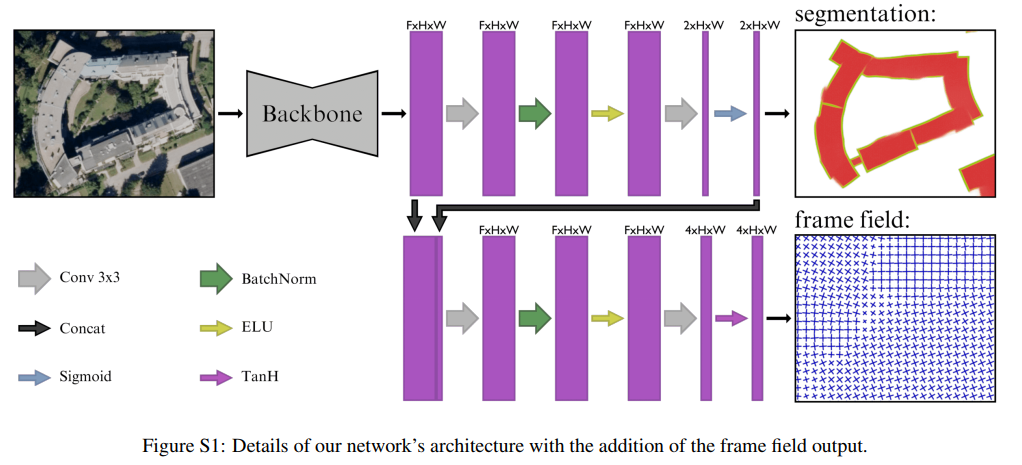 segmentation:
FxHxW FxHxW FxHxW FxHxW 2xHxW 2xHxW
Backbone
frame field:
FxHxW FxHxW FxHxW 4xHxW 4xHxW
Conv 3x3 BatchNorm
Concat ELU
Sigmoid TanH
Figure S1: Details of our network's architecture with the addition of the frame field output.